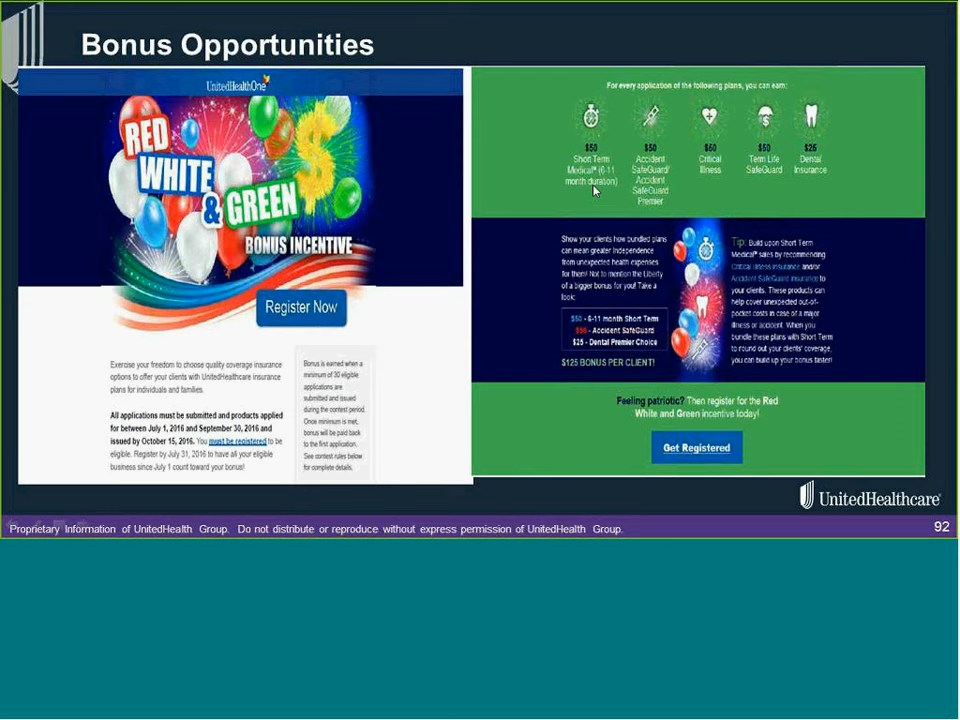 Bonus Opportunities
UnitedHealthOne
RED
WHITE
& GREEN
BONUS INCENTIVE
Register Now
Exercise your freedom to choose quality coverage insurance
options to offer your clients with UnitedHealthcare insurance
plans for individuals and families.
All applications must be submitted and products applied
for between July 1, 2016 and September 30, 2016 and
issued by October 15, 2016. You must be registered to be
eligible. Register by July 31, 2016 to have all your eligible
business since July 1 count toward your bonus!
Bonus is earned when a
minimum of 30 eligible
applications are
submitted and issued
during the contest period.
Once minimum is met,
bonus will be paid back
to the first application.
See contest rules below
for complete details.
For every application of the following plans, you can earn:
$50
Short Term
Medical* (6-11
month duration)
$50
Accident
SafeGuard/
Accident
SafeGuard
Premier
$50
Critical
Illness
$50
Term Life
SafeGuard
$25
Dental
Insurance
Show your clients how bundled plans
can mean greater independence
from unexpected health expenses
for them! Not to mention the Liberty
of a bigger bonus for you! Take a
look:
$50 - 6-11 month Short Term
$50 - Accident SafeGuard
$25 - Dental Premier Choice
$125 BONUS PER CLIENT!
Tip: Build upon Short Term
Medical* sales by recommending
Critical Illness insurance and/or
Accident SafeGuard insurance to
your clients. These products can
help cover unexpected out-of-
pocket costs in case of a major
illness or accident. When you
bundle these plans with Short Term
to round out your clients' coverage,
you can build up your bonus faster!
Feeling patriotic? Then register for the Red
White and Green incentive today!
Get Registered
UnitedHealthcare
Proprietary Information of UnitedHealth Group. Do not distribute or reproduce without express permission of UnitedHealth Group.
92